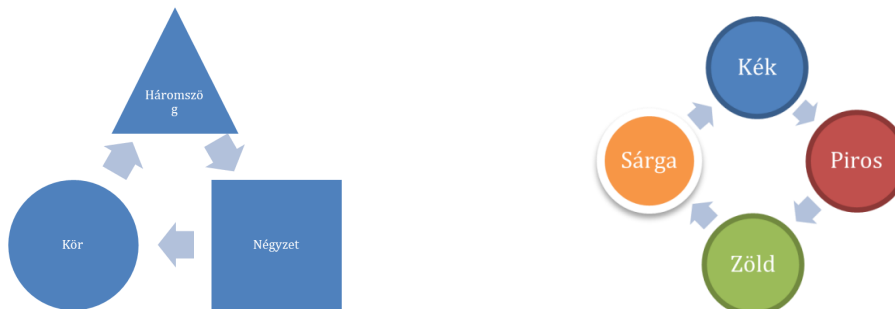 Háromszö
g
Kör
Négyzet
Kék
Sárga
Piros
Zöld